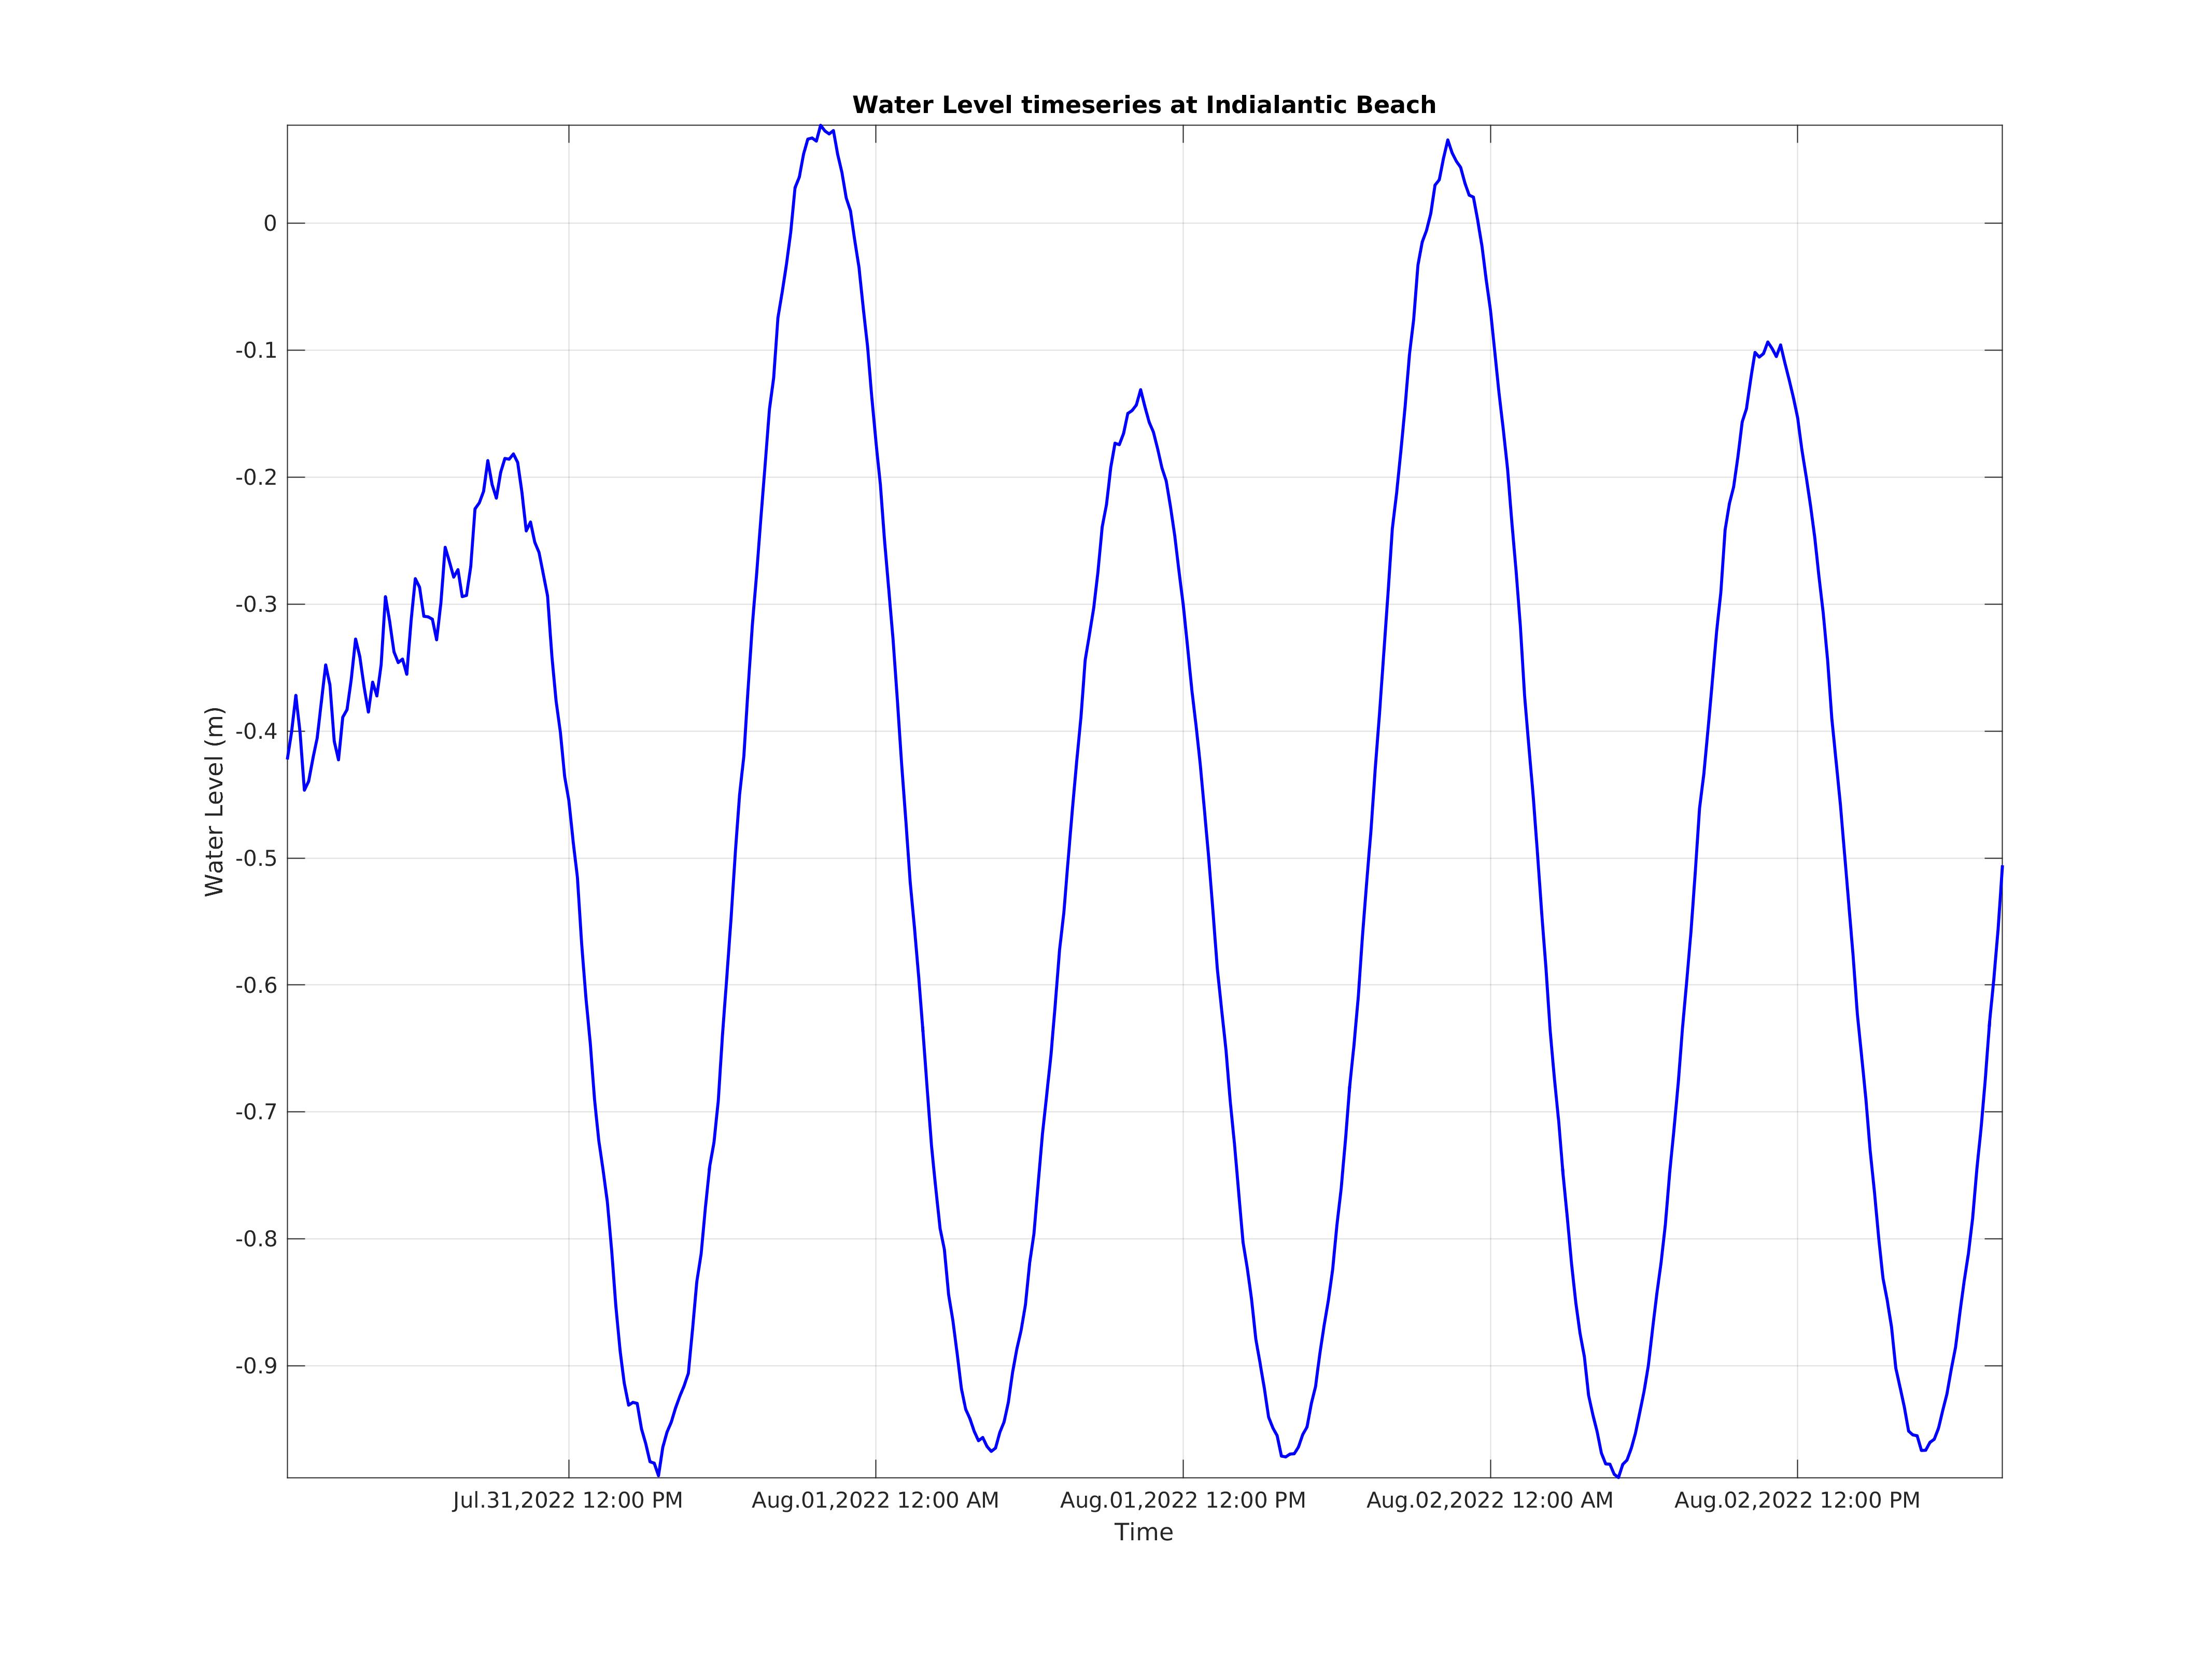 Water Level timeseries at Indialantic Beach
0
-0.1
-0.2
-0.3
-0.4
-0.5
-0.6
-0.7
-0.8
-0.9
Water Level (m)
Jul.31,2022 12:00 PM
Aug.01,2022 12:00 AM
Aug.01,2022 12:00 PM
Aug.02,2022 12:00 AM
Aug.02,2022 12:00 PM
Time